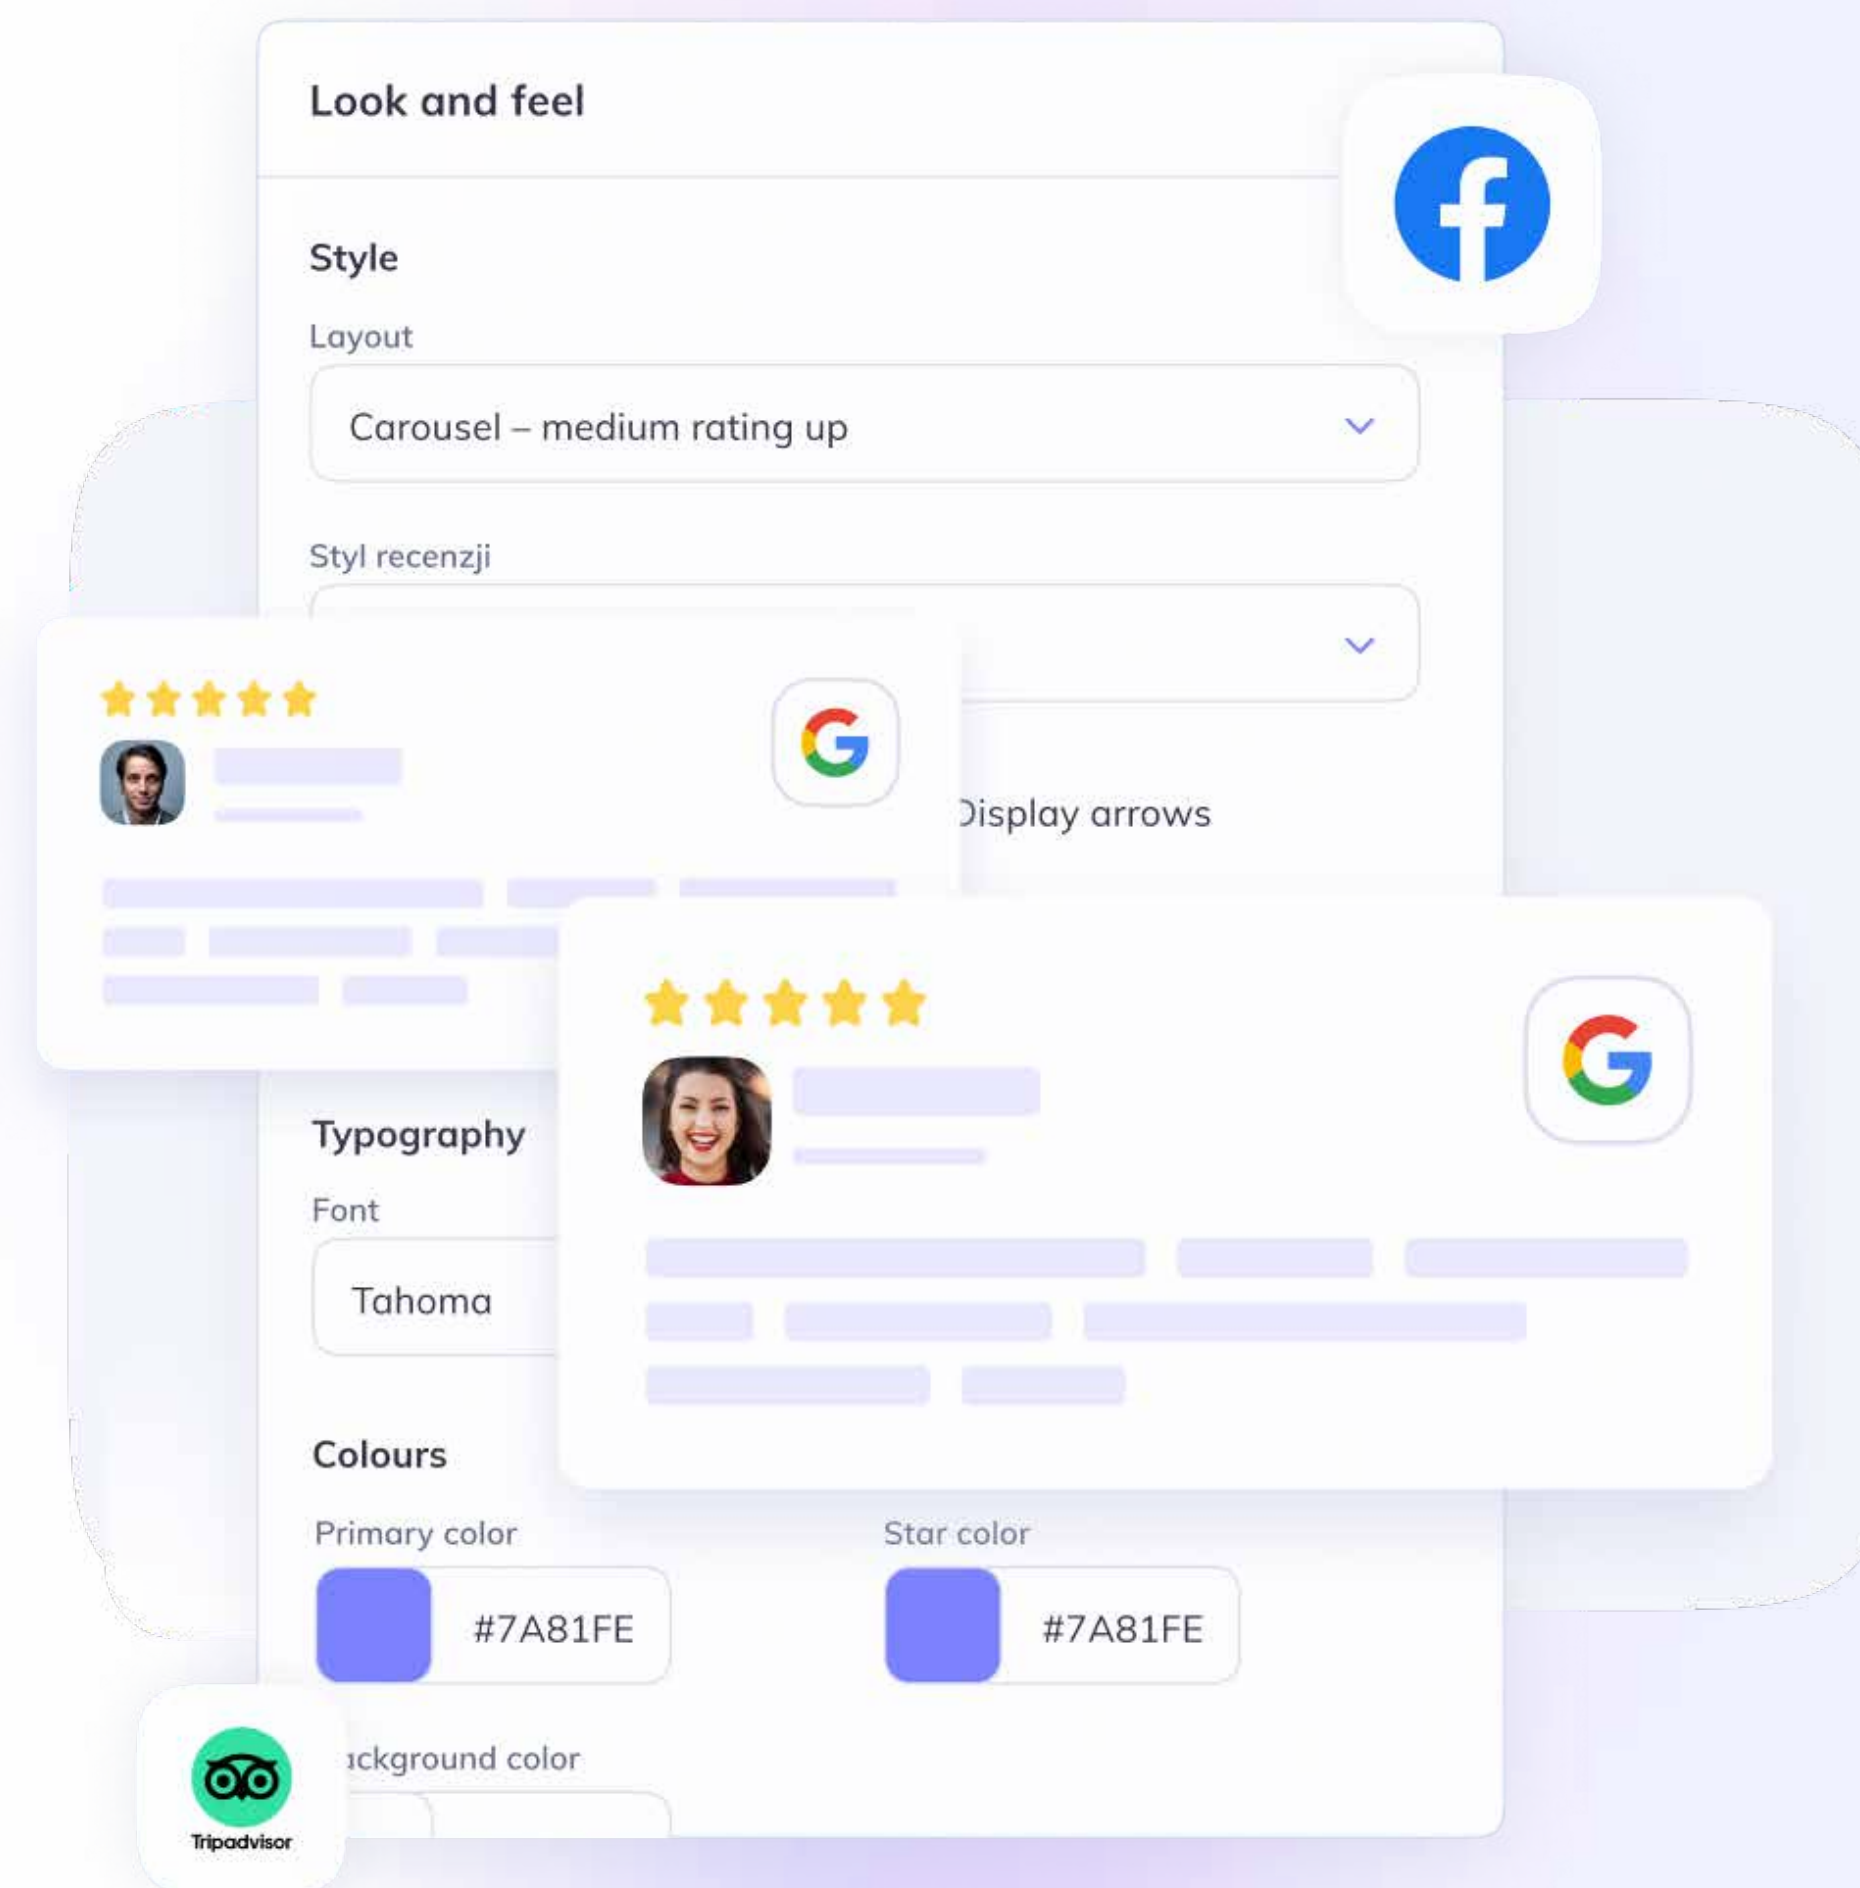 Look and feel
Style
Layout
Carousel – medium rating up
Styl recenzji
Display arrows
Typography
Font
Tahoma
Colours
Primary color
Star color
#7A81FE
#7A81FE
ackground color
Tripadvisor